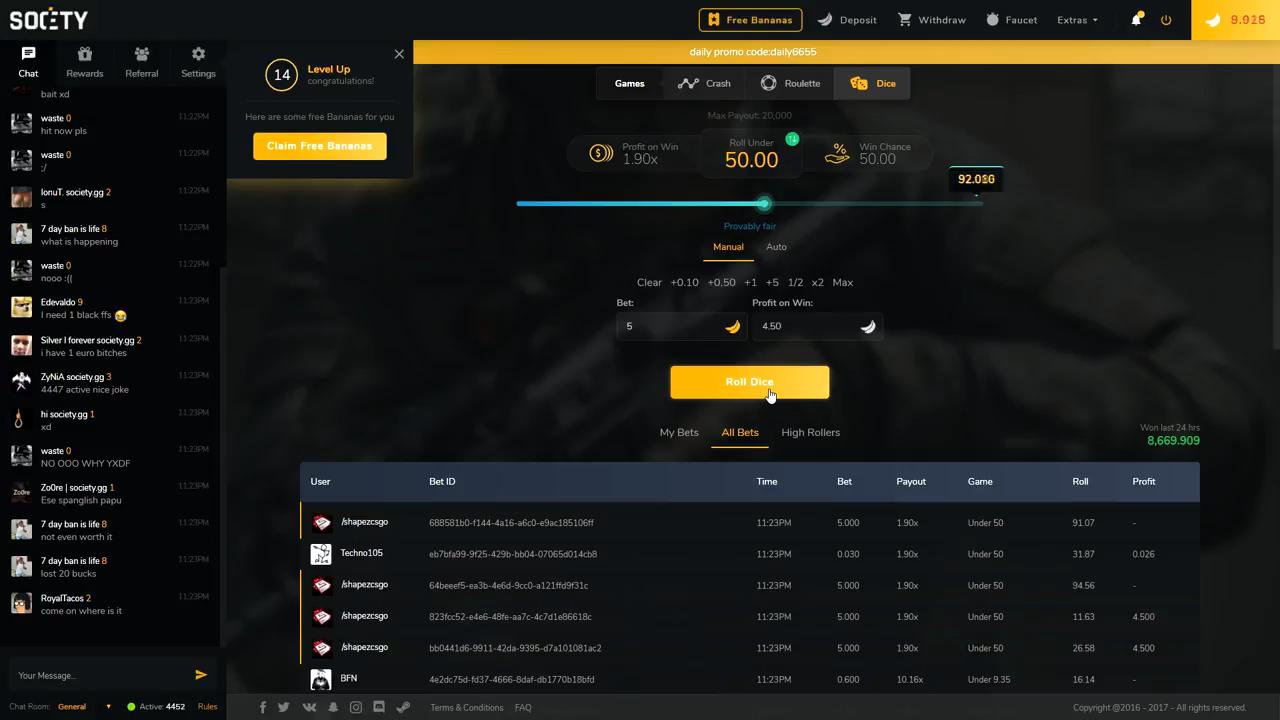 SOCIETY
Free Bananas
Deposit
Withdraw
Faucet
Extras
Chat
Rewards
Referral
Settings
daily promo code:daily6655
14
Level Up
congratulations!
Here are some free Bananas for you
Claim Free Bananas
Games
Crash
Roulette
Dice
Max Payout: 20,000
Profit on Win
1.90x
Roll Under
50.00
Win Chance
50.00
Provably fair
Manual
Auto
Clear +0.10 +0.50 +1 +5 1/2 x2 Max
Bet:
Profit on Win:
5
4.50
Roll Dice
My Bets
All Bets
High Rollers
Won last 24 hrs
8,669.909
User Bet ID Time Bet Payout Game Roll Profit
/shapezcsgo 688581b0-f144-4a16-a6c0-e9ac185106ff 11:23PM 5.000 1.90x Under 50 91.07 -
Techno105 eb7bfa99-9f25-429b-bb04-07065d014cb8 11:23PM 0.030 1.90x Under 50 31.87 0.026
/shapezcsgo 64beeef5-ea3b-4e6d-9cc0-a121ffd9f31c 11:23PM 5.000 1.90x Under 50 94.56 -
/shapezcsgo 823fcc52-e4e6-48fe-aa7c-4c7d1e86618c 11:23PM 5.000 1.90x Under 50 11.63 4.500
/shapezcsgo bb0441d6-9911-42da-9395-d7a101081ac2 11:23PM 5.000 1.90x Under 50 26.58 4.500
BFN 4e2dc75d-fd37-4666-8daf-db1770b18bfd 11:23PM 0.600 10.16x Under 9.35 16.14 -
bait xd
waste 0 11:22PM
hit now pls
waste 0 11:22PM
:/
IonuT. society.gg 2 11:22PM
s
7 day ban is life 8 11:22PM
what is happening
waste 0 11:22PM
nooo :((
Edevaldo 9 11:23PM
I need 1 black ffs
Silver I forever society.gg 2 11:23PM
i have 1 euro bitches
ZyNiA society.gg 3 11:23PM
4447 active nice joke
hi society.gg 1 11:23PM
xd
waste 0 11:23PM
NO OOO WHY YXDF
Zo0re | society.gg 1 11:23PM
Ese spanglish papu
7 day ban is life 8 11:23PM
not even worth it
7 day ban is life 8 11:23PM
lost 20 bucks
RoyalTacos 2 11:23PM
come on where is it
Your Message...
Chat Room: General
Active: 4452
Rules
Terms & Conditions
FAQ
Copyright @2016 - 2017 - All rights reserved.